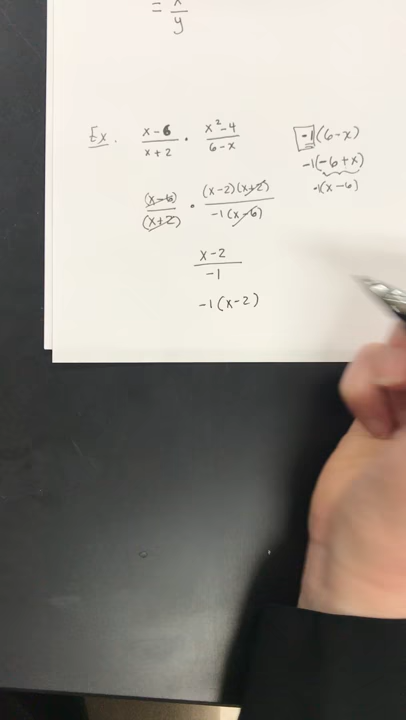 = x/y
Ex. (x-6)/(x+2) · (x²-4)/(6-x)
-1(6-x)
-1(-6+x)
-1(x-6)
(x-6)/(x+2) · (x-2)(x+2)/-1(x-6)
(x-2)/-1
-1(x-2)